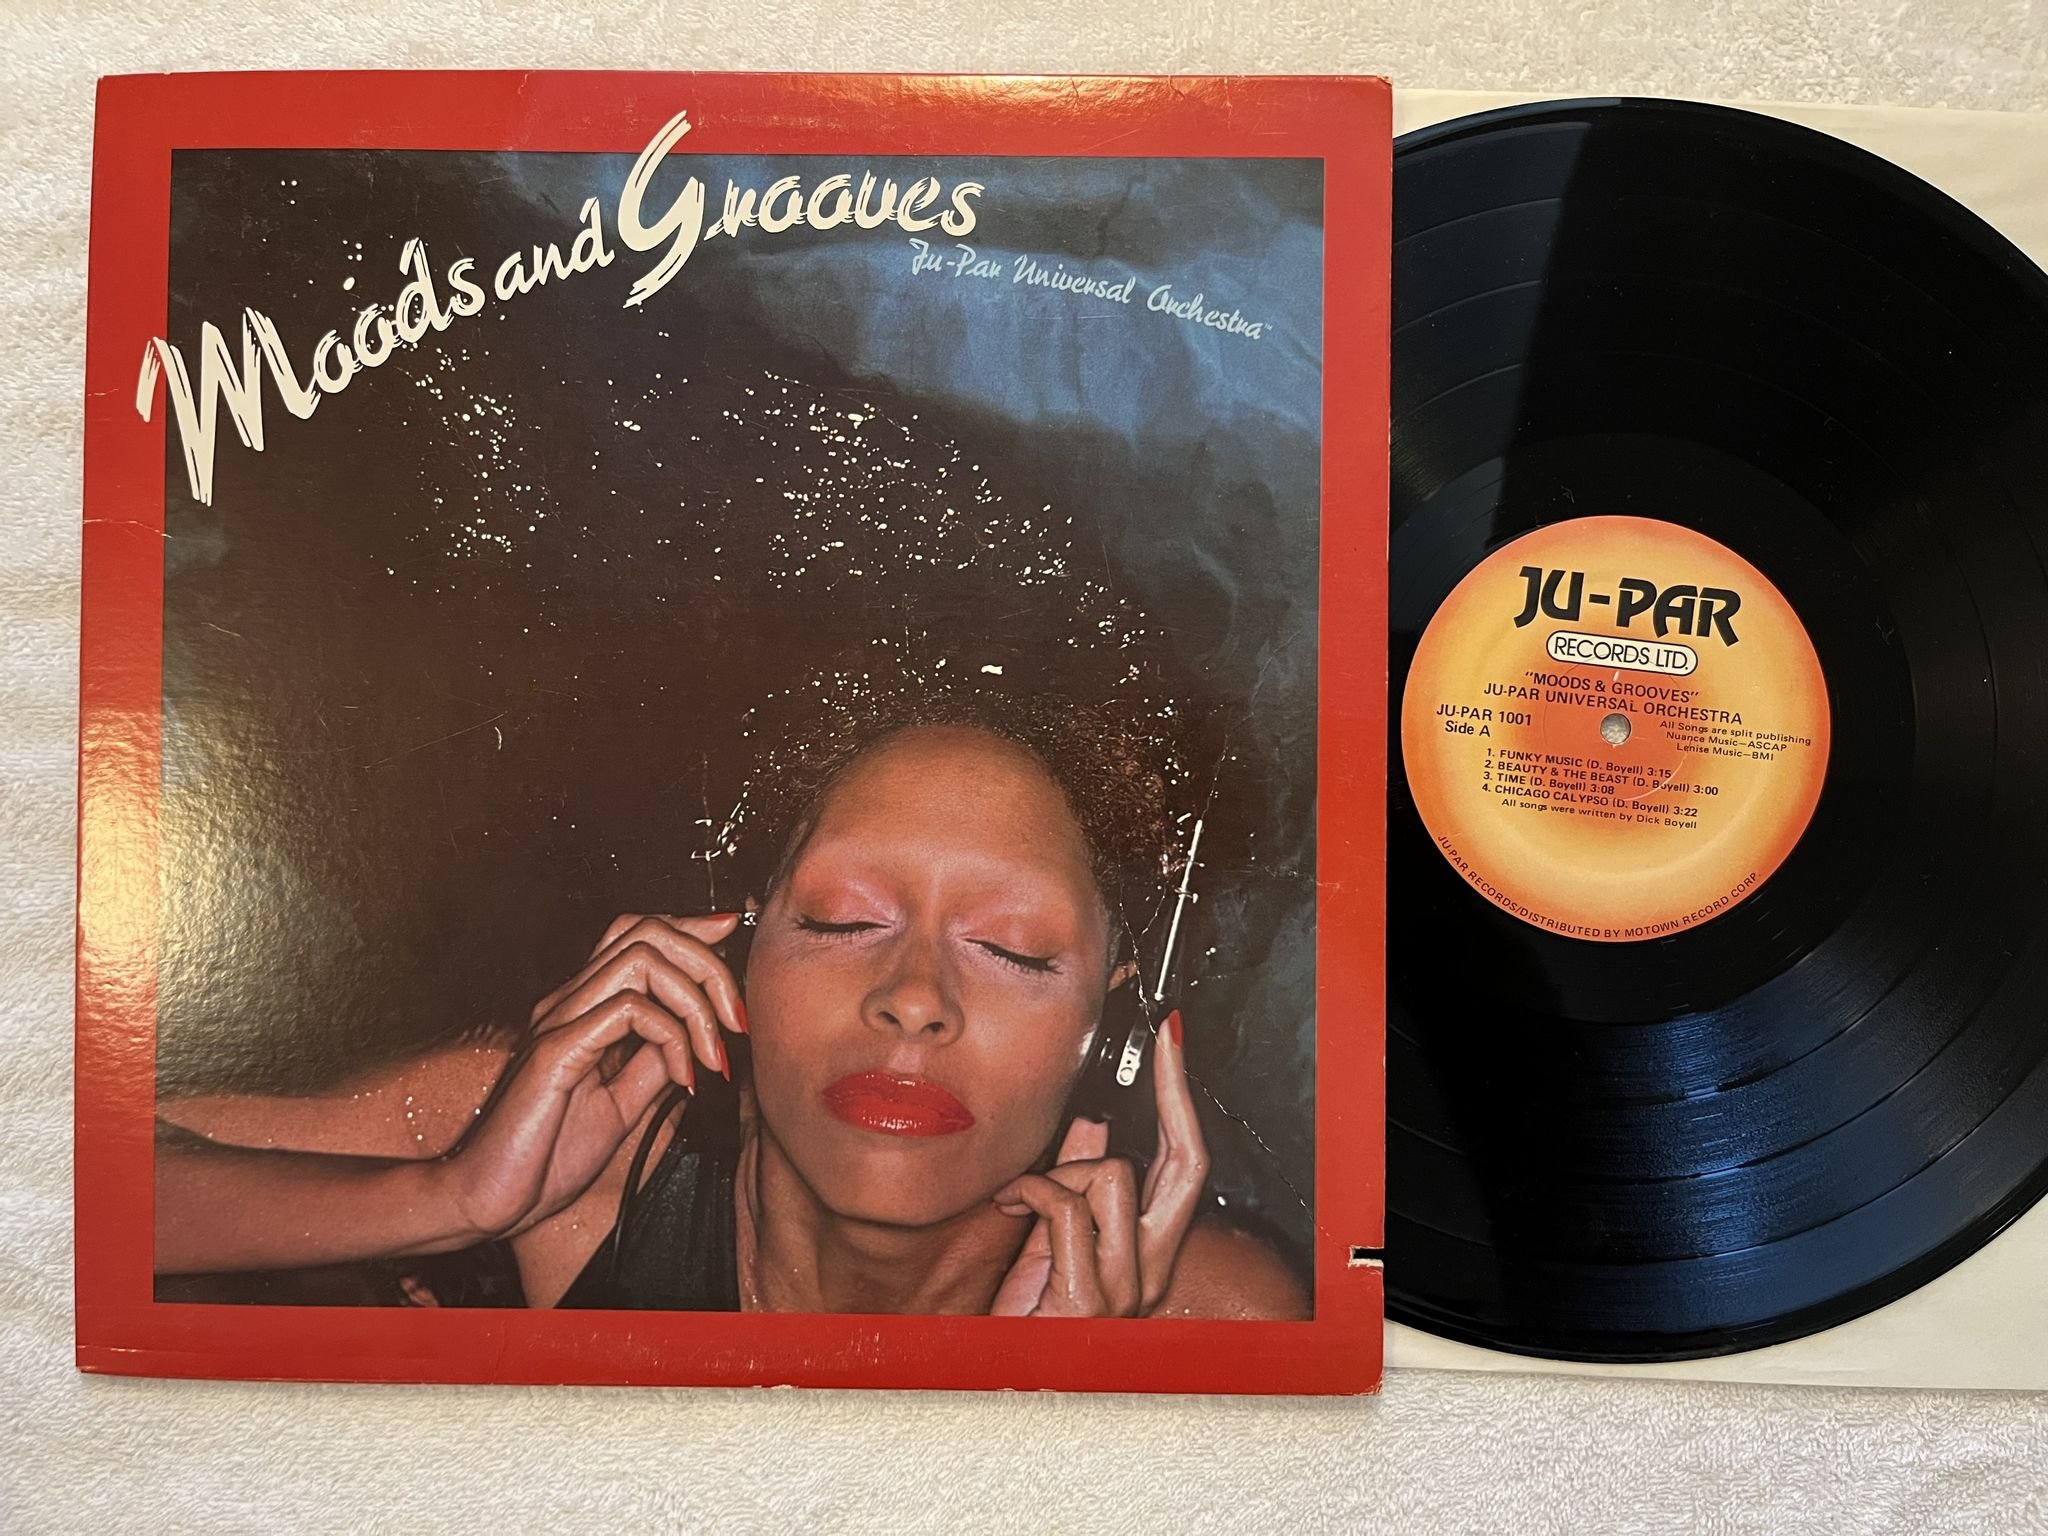 Moods and Grooves
Ju-Par Universal Orchestra™
JU-PAR
RECORDS LTD.
"MOODS & GROOVES"
JU-PAR UNIVERSAL ORCHESTRA
JU-PAR 1001
Side A
All Songs are split publishing
Nuance Music—ASCAP
Lenise Music—BMI
1. FUNKY MUSIC (D. Boyell) 3:15
2. BEAUTY & THE BEAST (D. Boyell) 3:00
3. TIME (D. Boyell) 3:08
4. CHICAGO CALYPSO (D. Boyell) 3:22
All songs were written by Dick Boyell
JU-PAR RECORDS/DISTRIBUTED BY MOTOWN RECORD CORP.